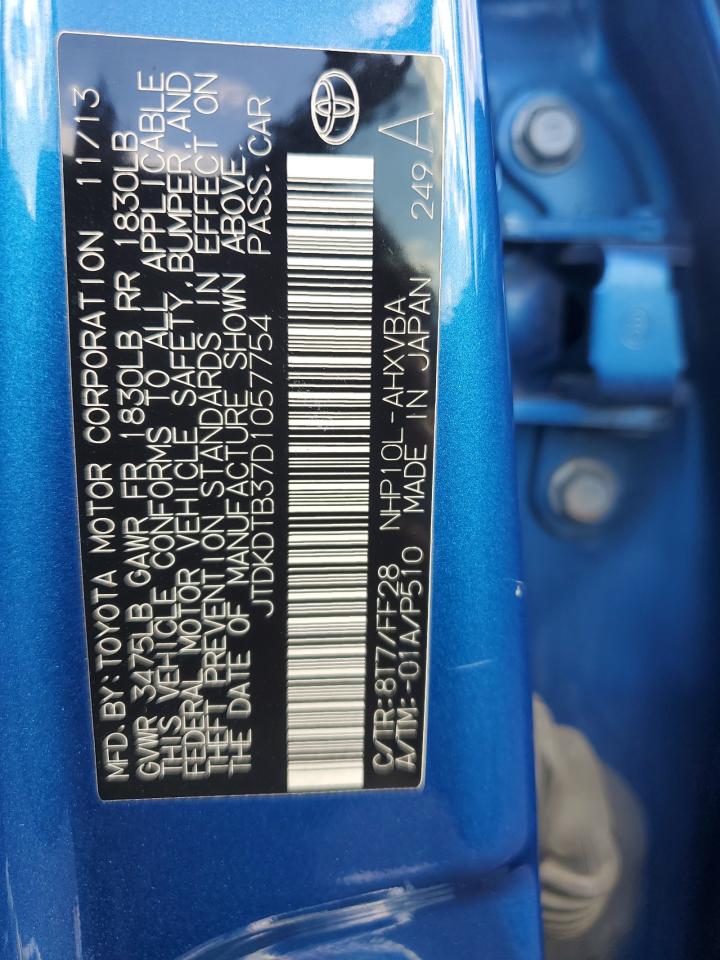 MFD. BY: TOYOTA MOTOR CORPORATION 11/13
GVWR 3475LB GAWR FR 1830LB RR 1830LB
THIS VEHICLE CONFORMS TO ALL APPLICABLE
FEDERAL MOTOR VEHICLE SAFETY, BUMPER, AND
THEFT PREVENTION STANDARDS IN EFFECT ON
THE DATE OF MANUFACTURE SHOWN ABOVE.
JTDKDTB37D1057754 PASS. CAR
C/TR: 8T7/FF28 NHP10L-AHXVBA 249 A
A/TM: -01A/P510 MADE IN JAPAN